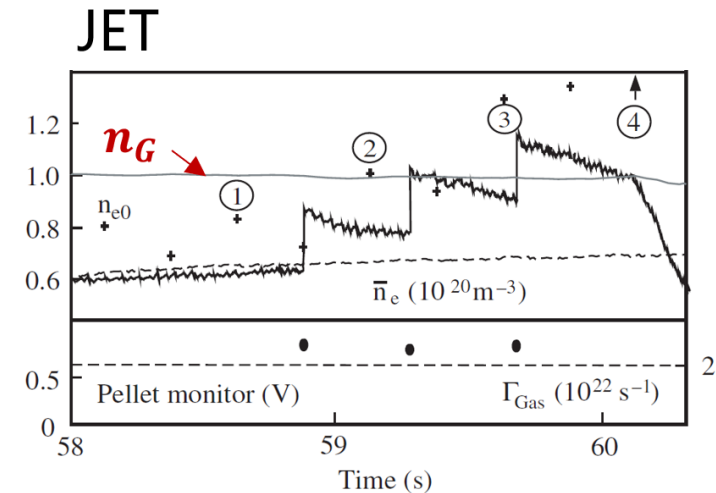 JET
1.2
n_G
③
④
②
1.0
①
n_e0
0.8
0.6
n̅_e (10^20 m^−3)
0.5
2
Pellet monitor (V)
Γ_Gas (10^22 s^−1)
0
58
59
60
Time (s)